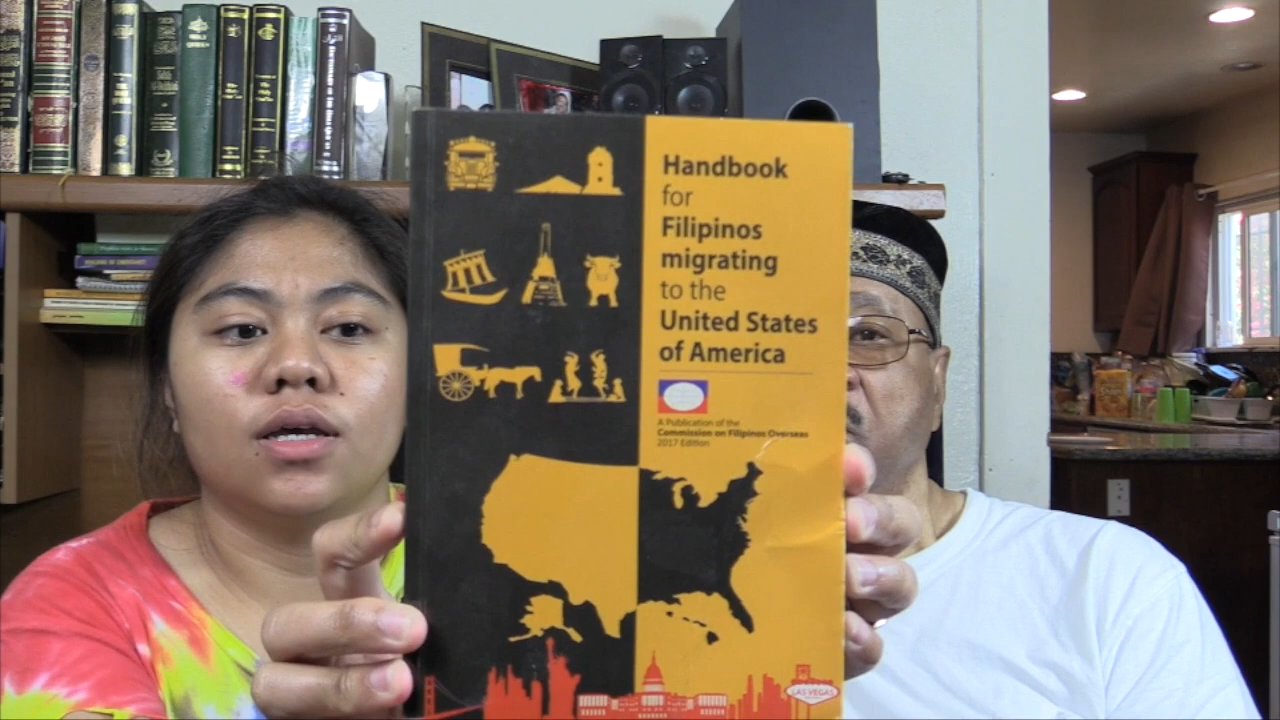 Handbook
for
Filipinos
migrating
to the
United States
of America
A Publication of the
Commission on Filipinos Overseas
2017 Edition
LAS VEGAS